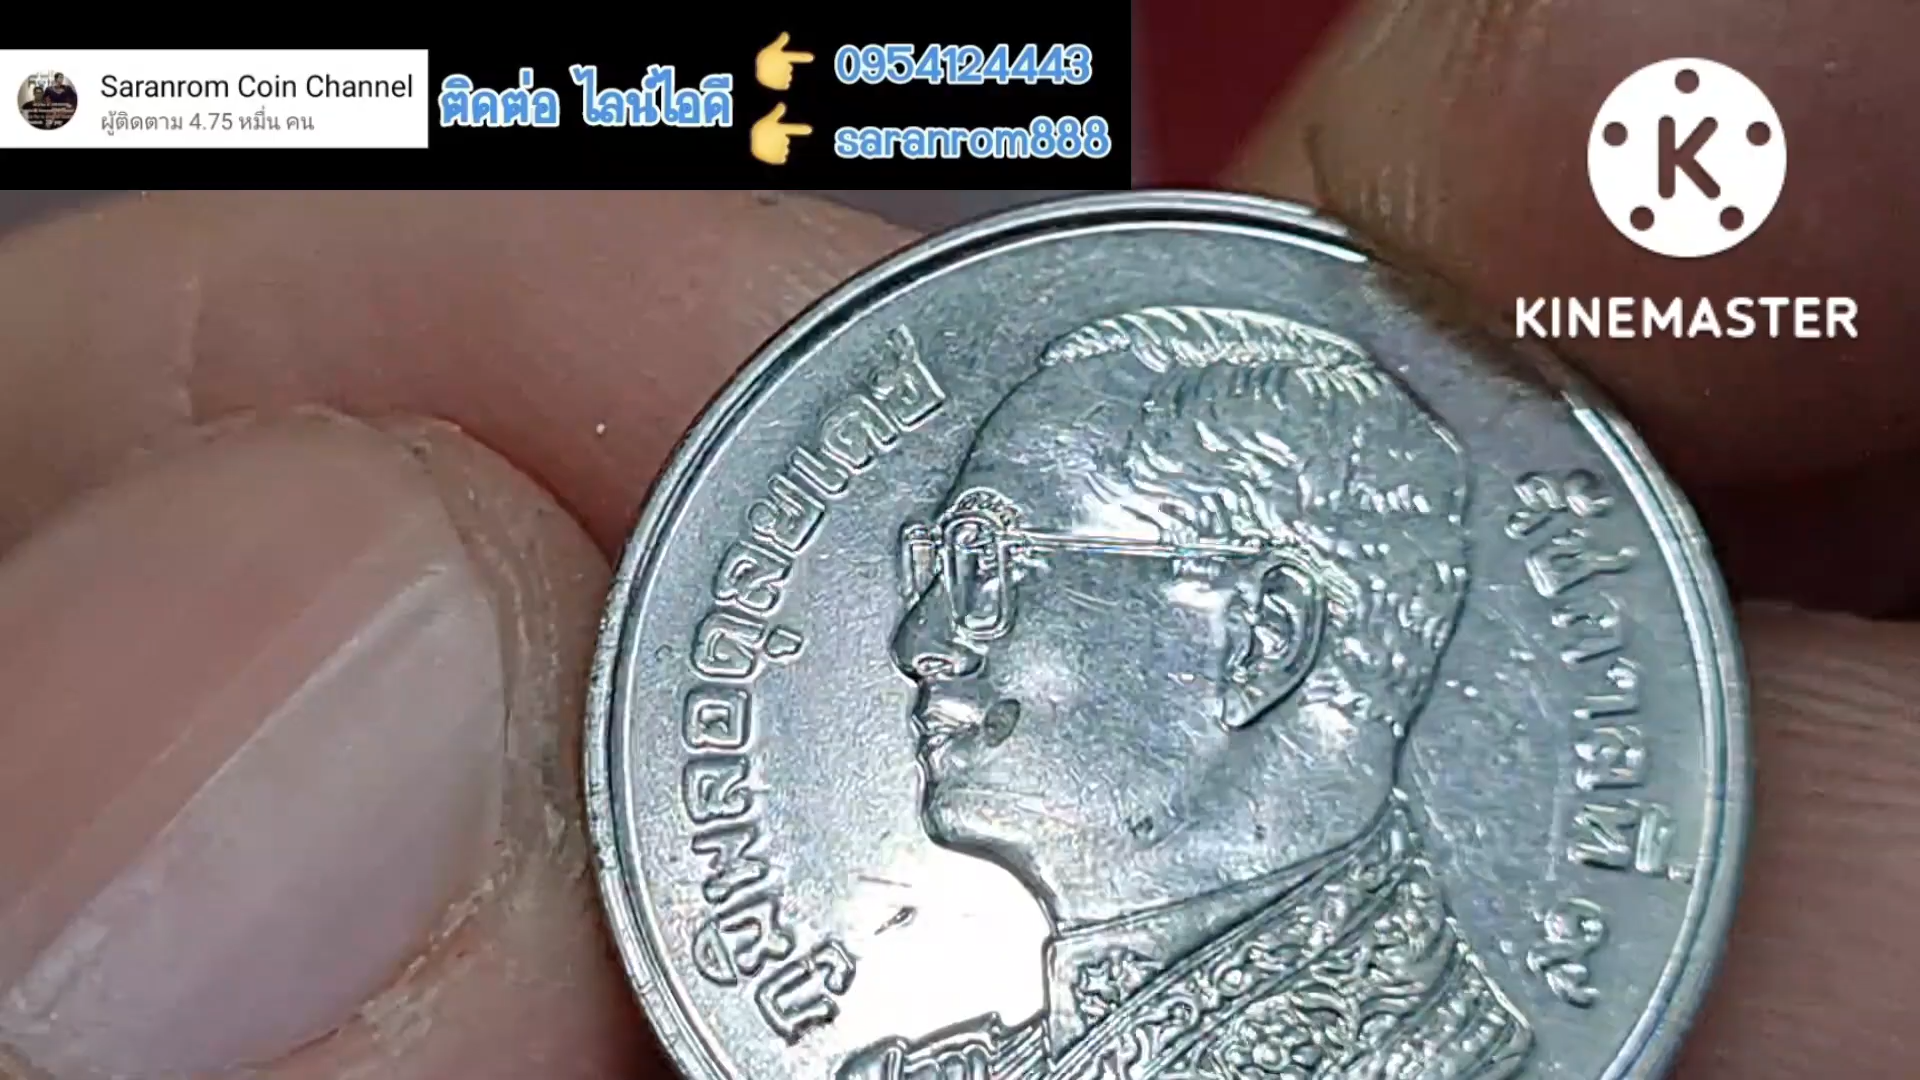 Saranrom Coin Channel
ผู้ติดตาม 4.75 หมื่น คน
ติดต่อ ไลน์ไอดี
👉 0954124443
👉 saranrom888
KINEMASTER
ภูมิพลอดุลยเดช
รัชกาลที่ ๙